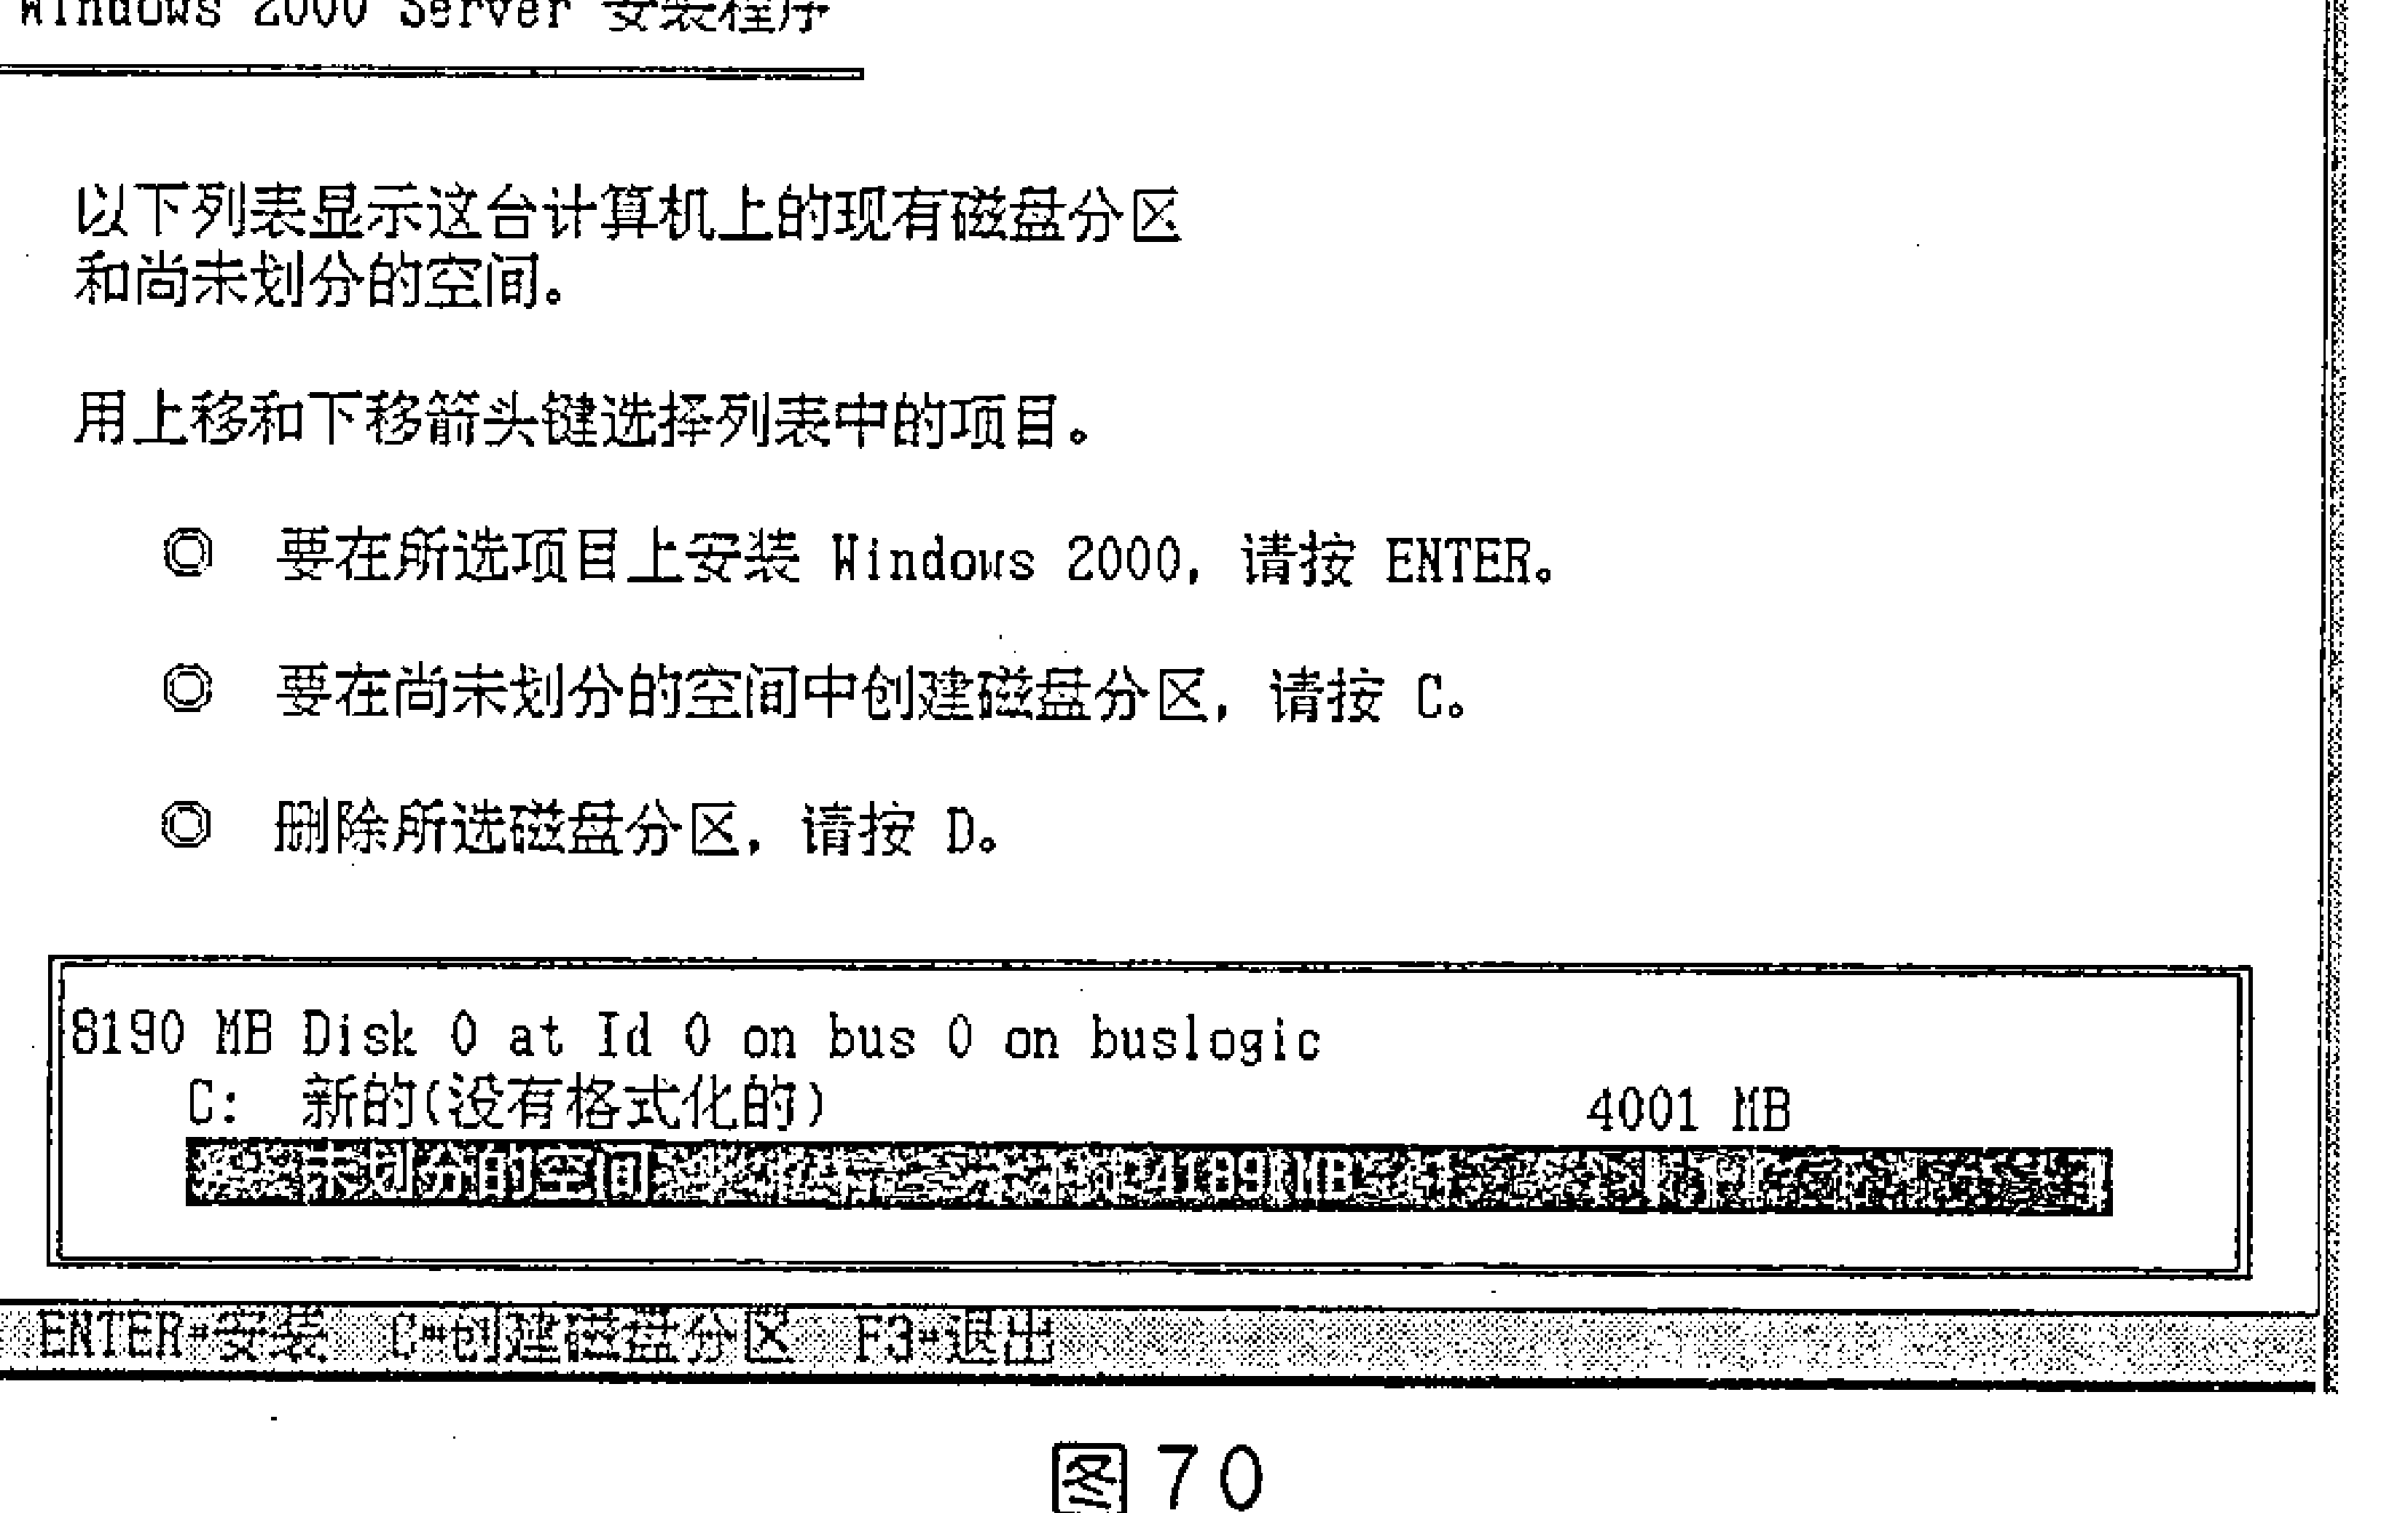 Windows 2000 Server 安装程序
以下列表显示这台计算机上的现有磁盘分区
和尚未划分的空间。
用上移和下移箭头键选择列表中的项目。
◎ 要在所选项目上安装 Windows 2000, 请按 ENTER。
◎ 要在尚未划分的空间中创建磁盘分区, 请按 C。
◎ 删除所选磁盘分区, 请按 D。
8190 MB Disk 0 at Id 0 on bus 0 on buslogic
C: 新的(没有格式化的) 4001 MB
未划分的空间 4189 MB
ENTER=安装 C=创建磁盘分区 F3=退出
图70